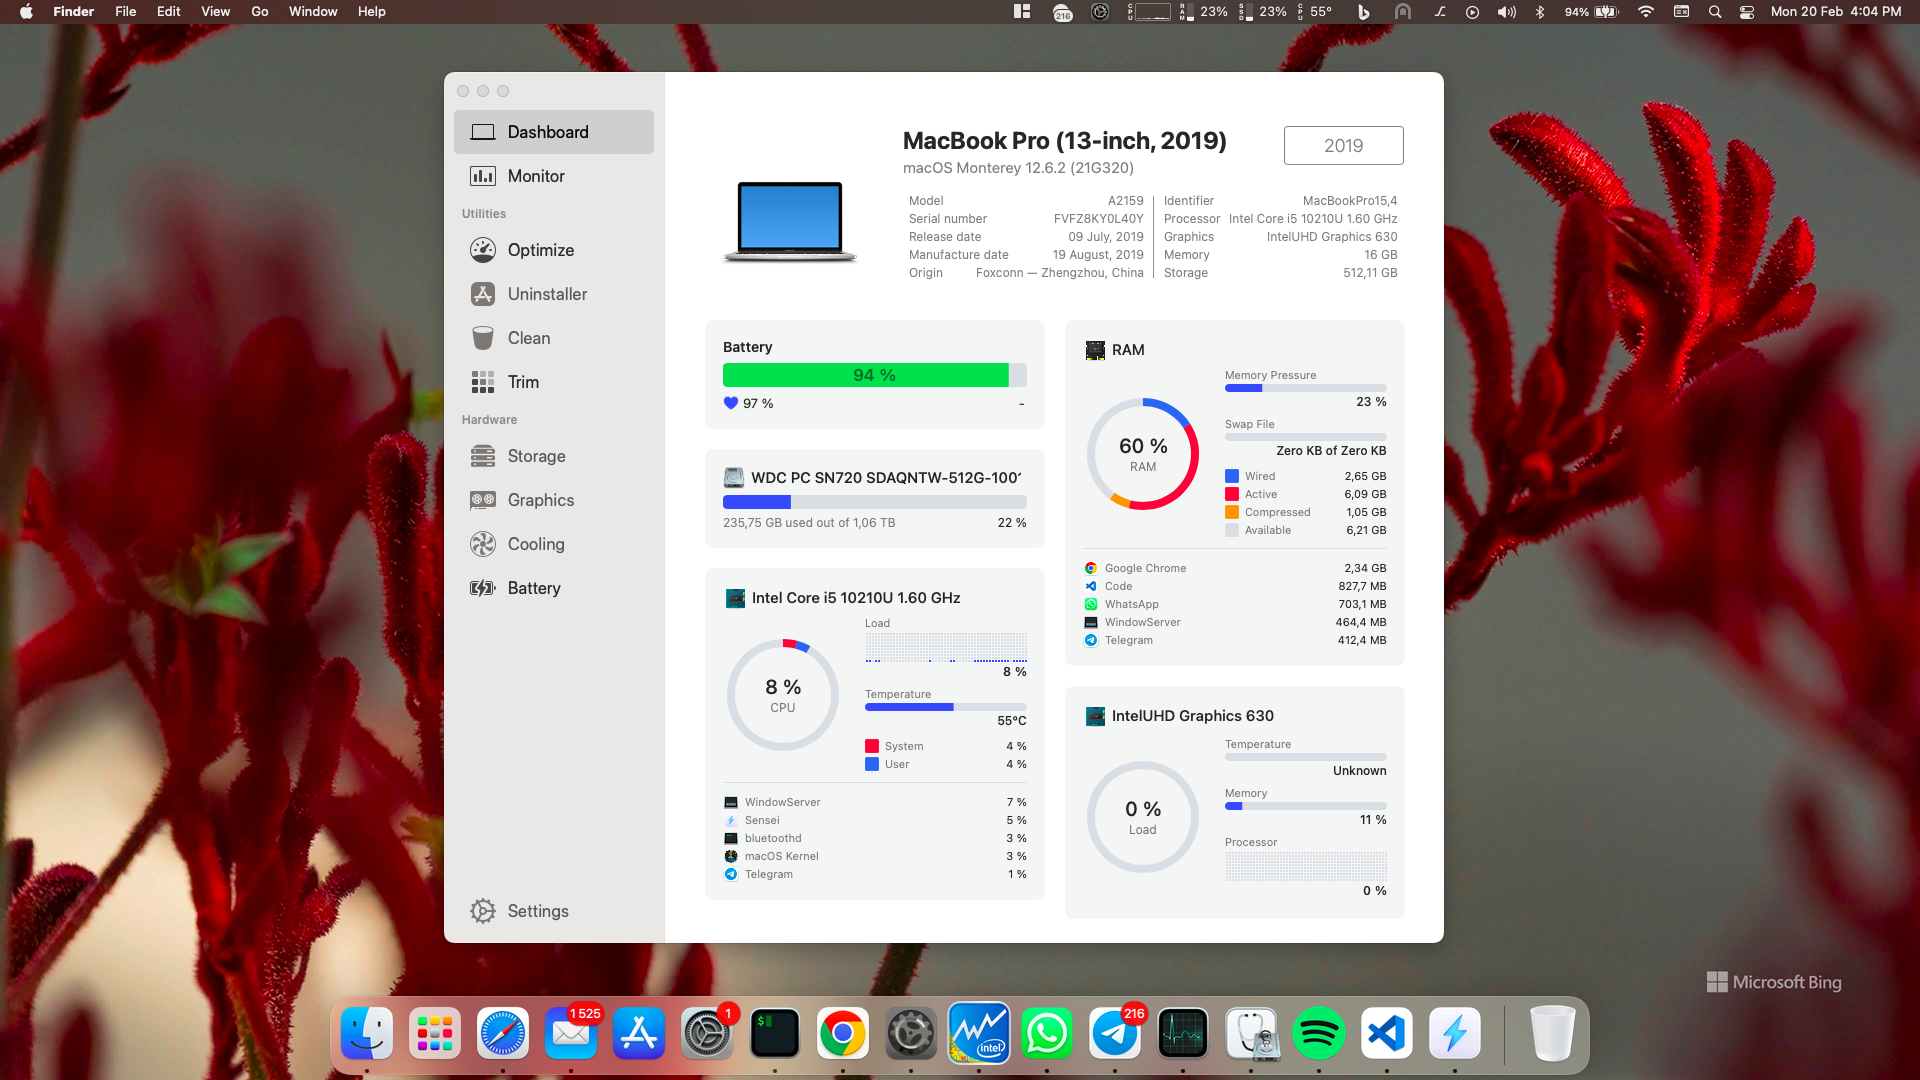 Finder File Edit View Go Window Help
216 CPU RAM 23% SSD 23% CPU 55° 94% Mon 20 Feb 4:04 PM
Dashboard
Monitor
Utilities
Optimize
Uninstaller
Clean
Trim
Hardware
Storage
Graphics
Cooling
Battery
Settings
MacBook Pro (13-inch, 2019)
2019
macOS Monterey 12.6.2 (21G320)
Model A2159
Serial number FVFZ8KY0L40Y
Release date 09 July, 2019
Manufacture date 19 August, 2019
Origin Foxconn — Zhengzhou, China
Identifier MacBookPro15,4
Processor Intel Core i5 10210U 1.60 GHz
Graphics IntelUHD Graphics 630
Memory 16 GB
Storage 512,11 GB
Battery
94 %
97 % -
WDC PC SN720 SDAQNTW-512G-100
235,75 GB used out of 1,06 TB 22 %
Intel Core i5 10210U 1.60 GHz
Load
8 %
8 %
CPU
Temperature
55°C
System 4 %
User 4 %
WindowServer 7 %
Sensei 5 %
bluetoothd 3 %
macOS Kernel 3 %
Telegram 1 %
RAM
Memory Pressure
23 %
60 %
RAM
Swap File
Zero KB of Zero KB
Wired 2,65 GB
Active 6,09 GB
Compressed 1,05 GB
Available 6,21 GB
Google Chrome 2,34 GB
Code 827,7 MB
WhatsApp 703,1 MB
WindowServer 464,4 MB
Telegram 412,4 MB
IntelUHD Graphics 630
Temperature
Unknown
0 %
Load
Memory
11 %
Processor
0 %
Microsoft Bing
1 525
1
$
intel
216